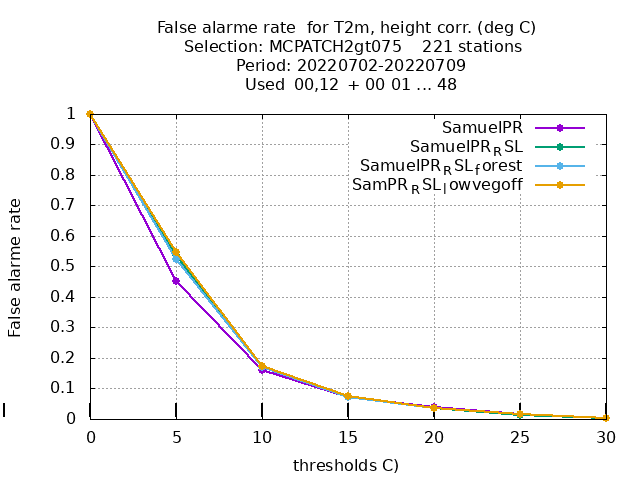 False alarme rate  for T2m, height corr. (deg C)
Selection: MCPATCH2gt075    221 stations
Period: 20220702-20220709
Used  00,12  + 00 01 ... 48
SamuelPR
SamuelPR_RSL
SamuelPR_RSL_forest
SamPR_RSL_lowvegoff
False alarme rate
1
0.9
0.8
0.7
0.6
0.5
0.4
0.3
0.2
0.1
0
0 5 10 15 20 25 30
thresholds C)